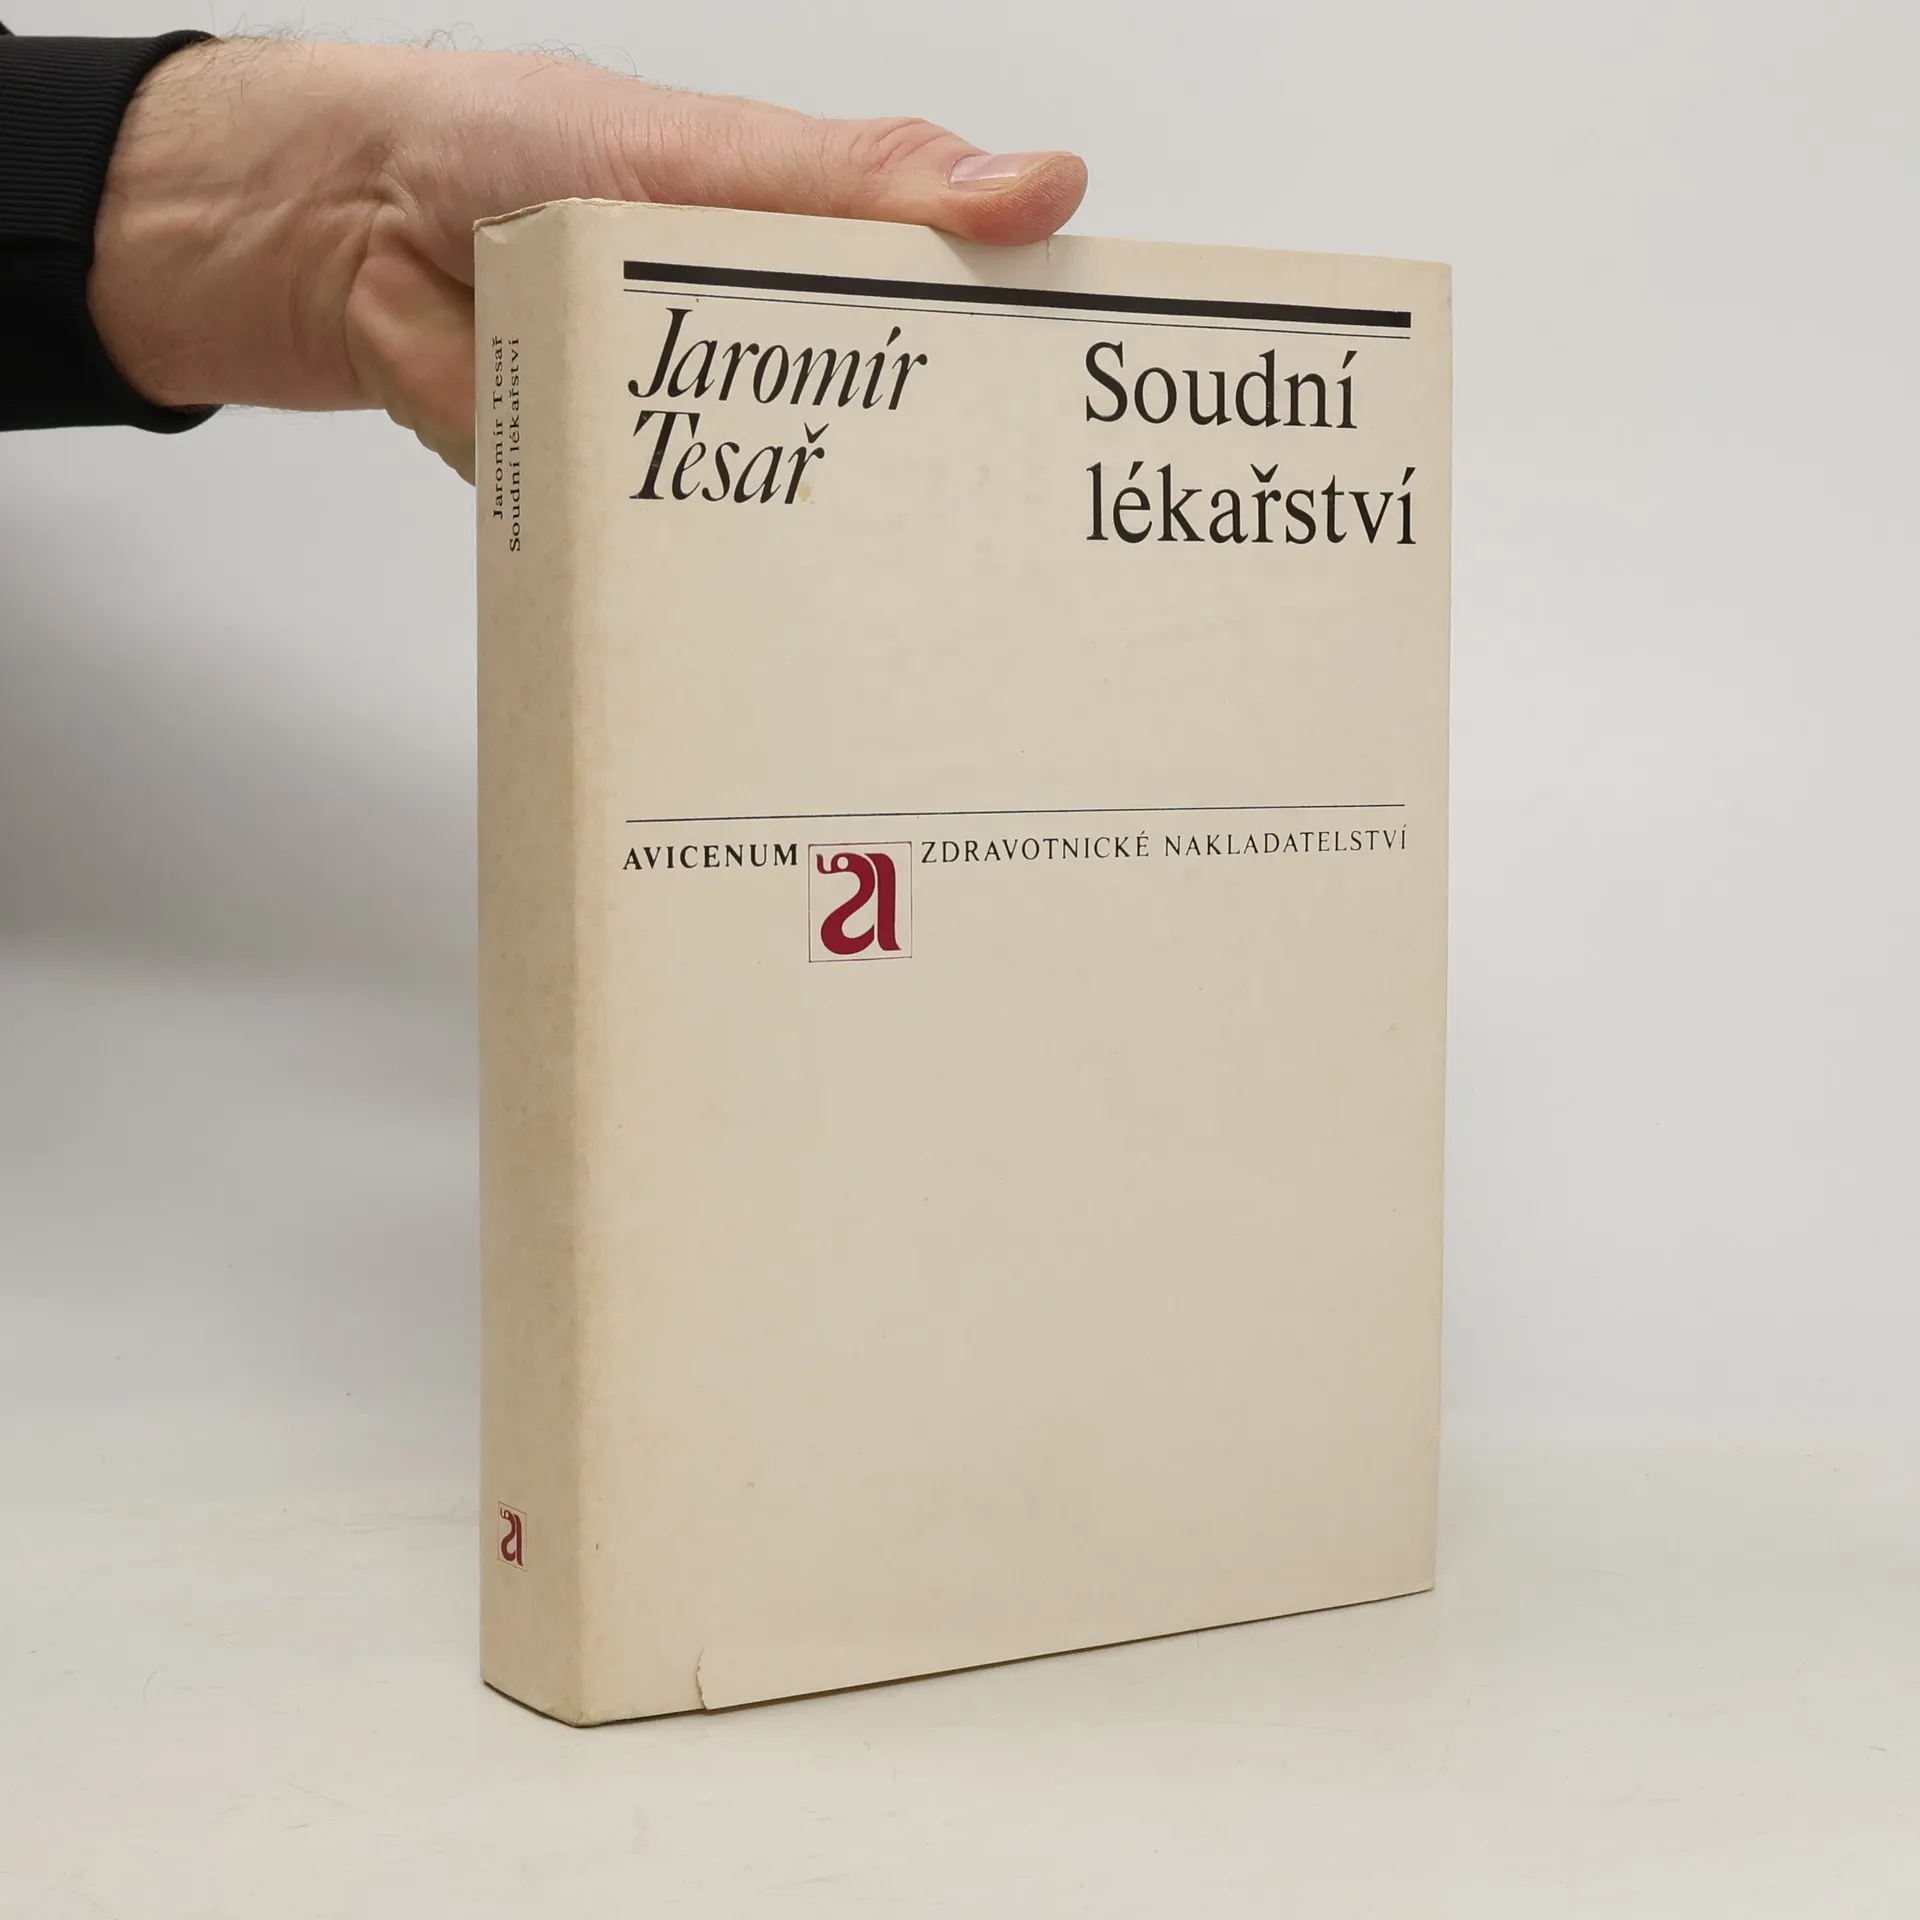 Jaromír Tesař
Soudní lékařství
Jaromír
Tesař
Soudní
lékařství
AVICENUM a ZDRAVOTNICKÉ NAKLADATELSTVÍ
a